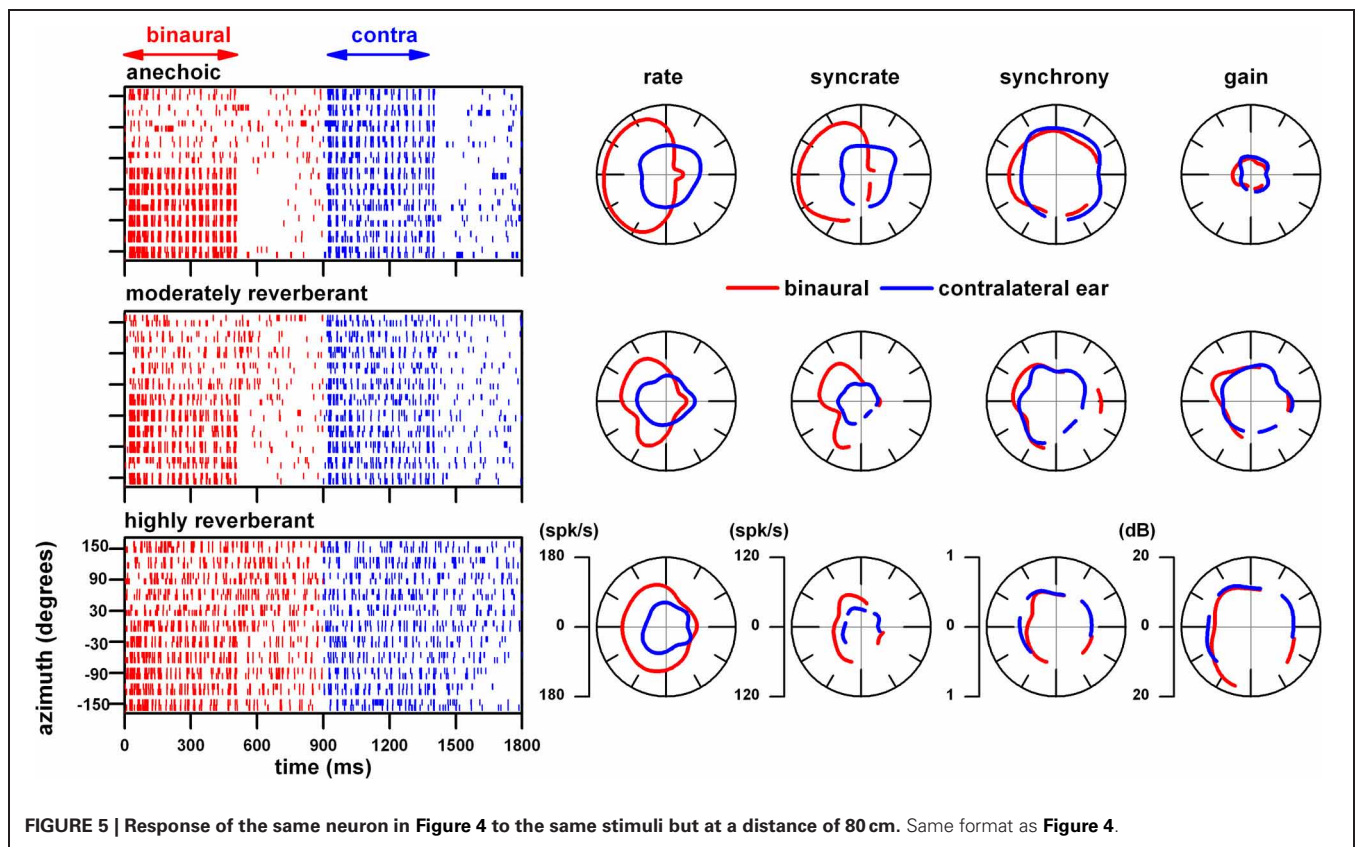 binaural contra
anechoic
rate syncrate synchrony gain
moderately reverberant
binaural contralateral ear
highly reverberant
(spk/s) (spk/s) (dB)
180 120 1 20
0 0 0 0
180 120 1 20
azimuth (degrees)
150
90
30
-30
-90
-150
0 300 600 900 1200 1500 1800
time (ms)
FIGURE 5 | Response of the same neuron in Figure 4 to the same stimuli but at a distance of 80 cm. Same format as Figure 4.